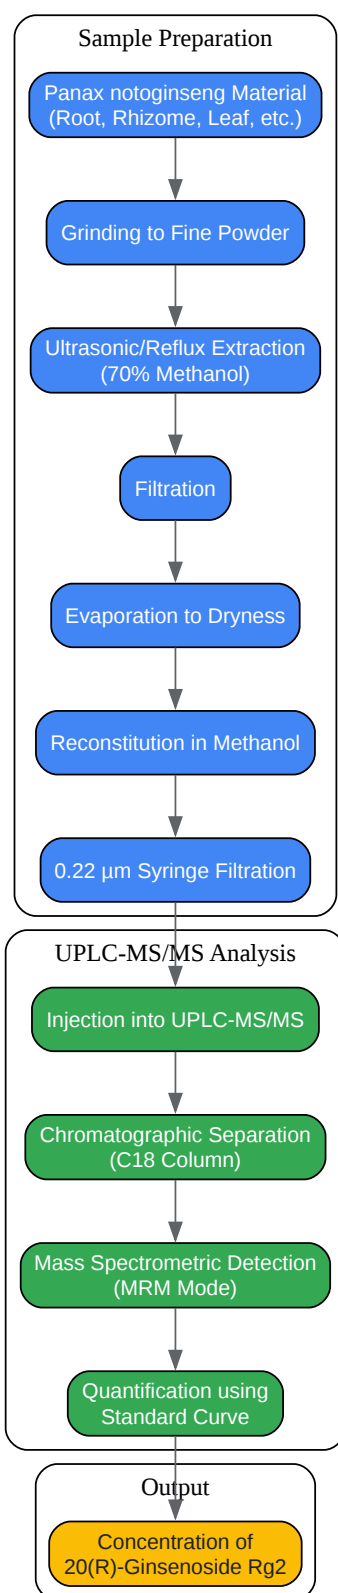 Sample Preparation
Panax notoginseng Material
(Root, Rhizome, Leaf, etc.)
Grinding to Fine Powder
Ultrasonic/Reflux Extraction
(70% Methanol)
Filtration
Evaporation to Dryness
Reconstitution in Methanol
0.22 µm Syringe Filtration
UPLC-MS/MS Analysis
Injection into UPLC-MS/MS
Chromatographic Separation
(C18 Column)
Mass Spectrometric Detection
(MRM Mode)
Quantification using
Standard Curve
Output
Concentration of
20(R)-Ginsenoside Rg2